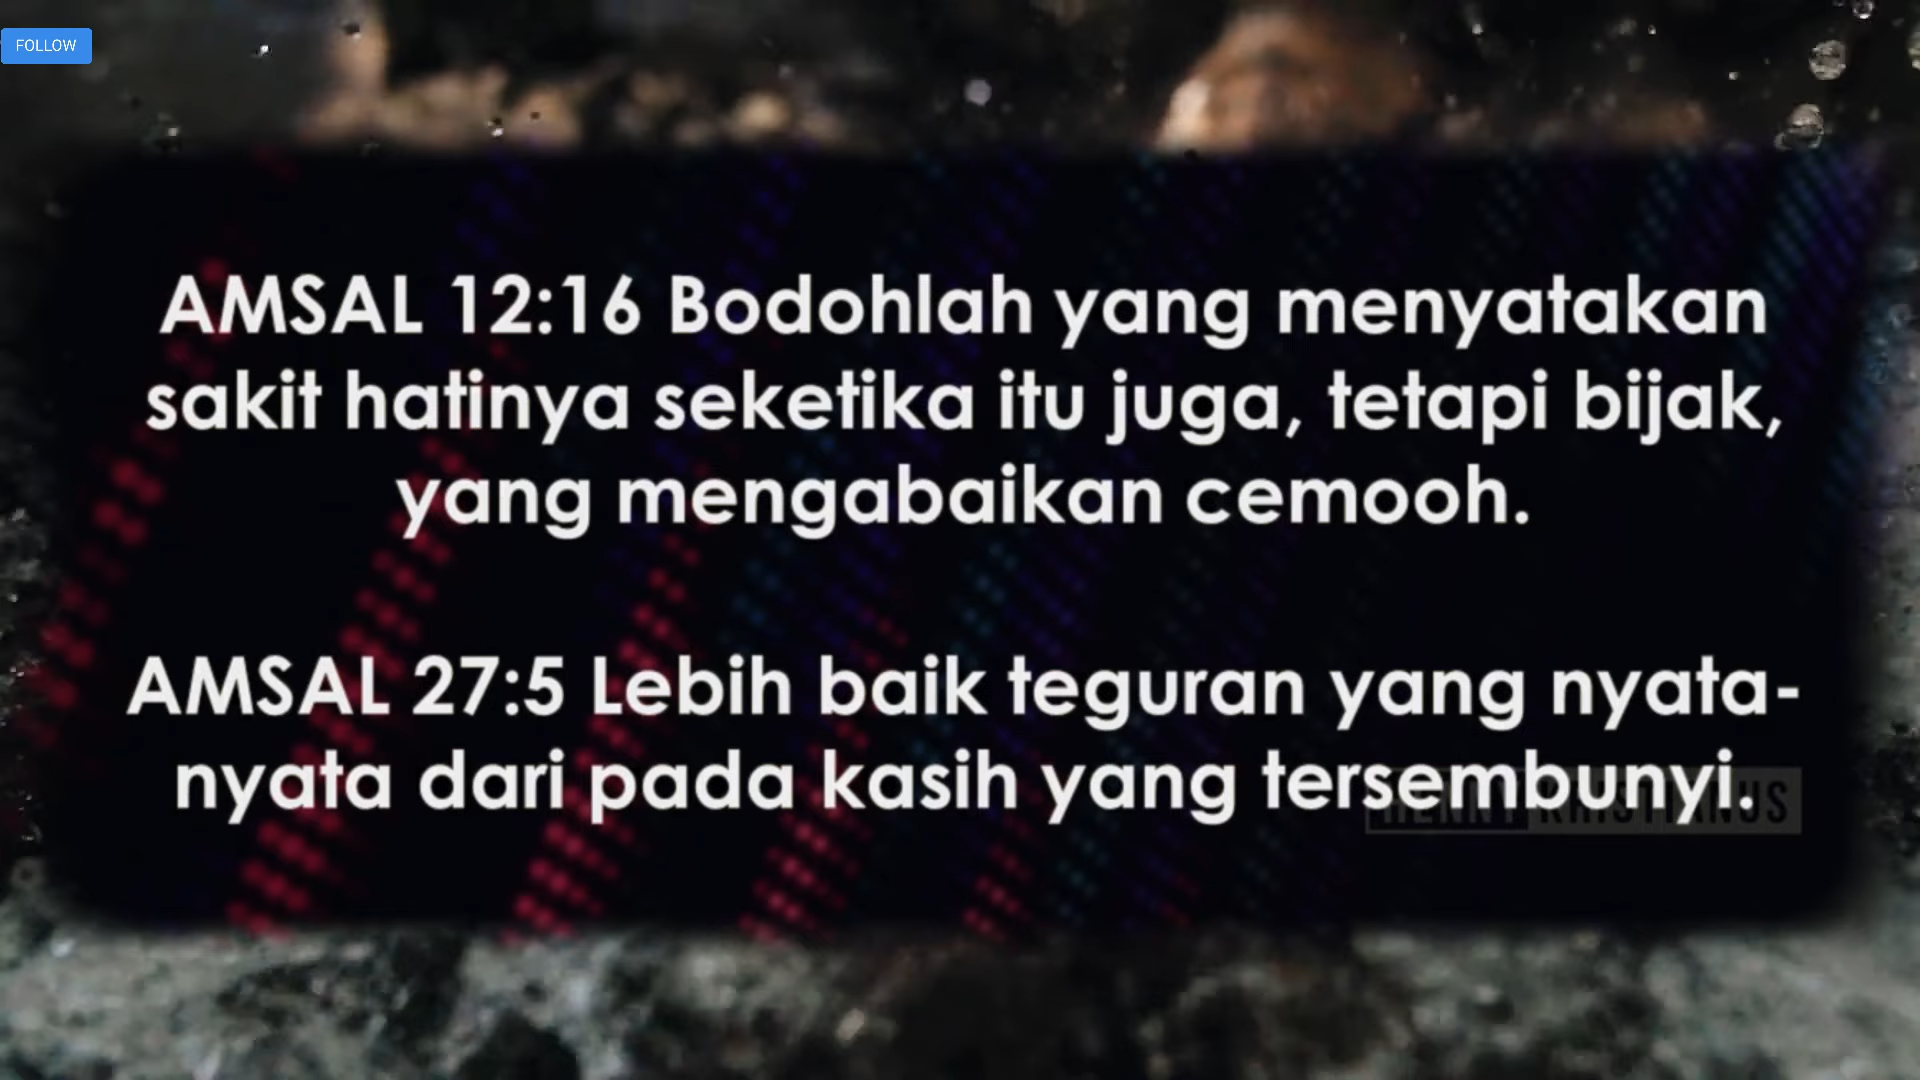 FOLLOW
AMSAL 12:16 Bodohlah yang menyatakan
sakit hatinya seketika itu juga, tetapi bijak,
yang mengabaikan cemooh.
AMSAL 27:5 Lebih baik teguran yang nyata-
nyata dari pada kasih yang tersembunyi.
KRISTIANUS